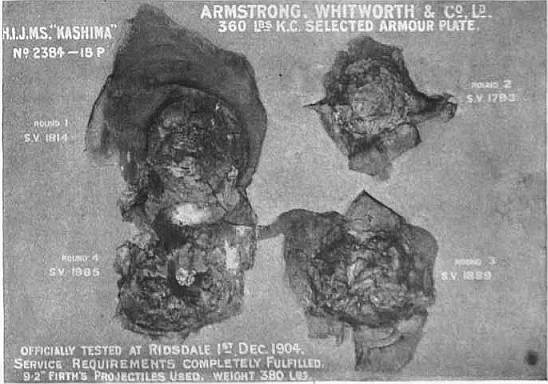 H.I.J.M.S. "KASHIMA"
Nº 2384-18 P
ARMSTRONG, WHITWORTH & Cº, Lᴰ.
360 LBS K.C. SELECTED ARMOUR PLATE.
ROUND 1
S.V. 1814
ROUND 2
S.V. 1783
ROUND 4
S.V. 1985
ROUND 3
S.V. 1889
OFFICIALLY TESTED AT RIDSDALE 1ST DEC. 1904.
SERVICE REQUIREMENTS COMPLETELY FULFILLED.
9·2" FIRTH'S PROJECTILES USED. WEIGHT 380 LBS.